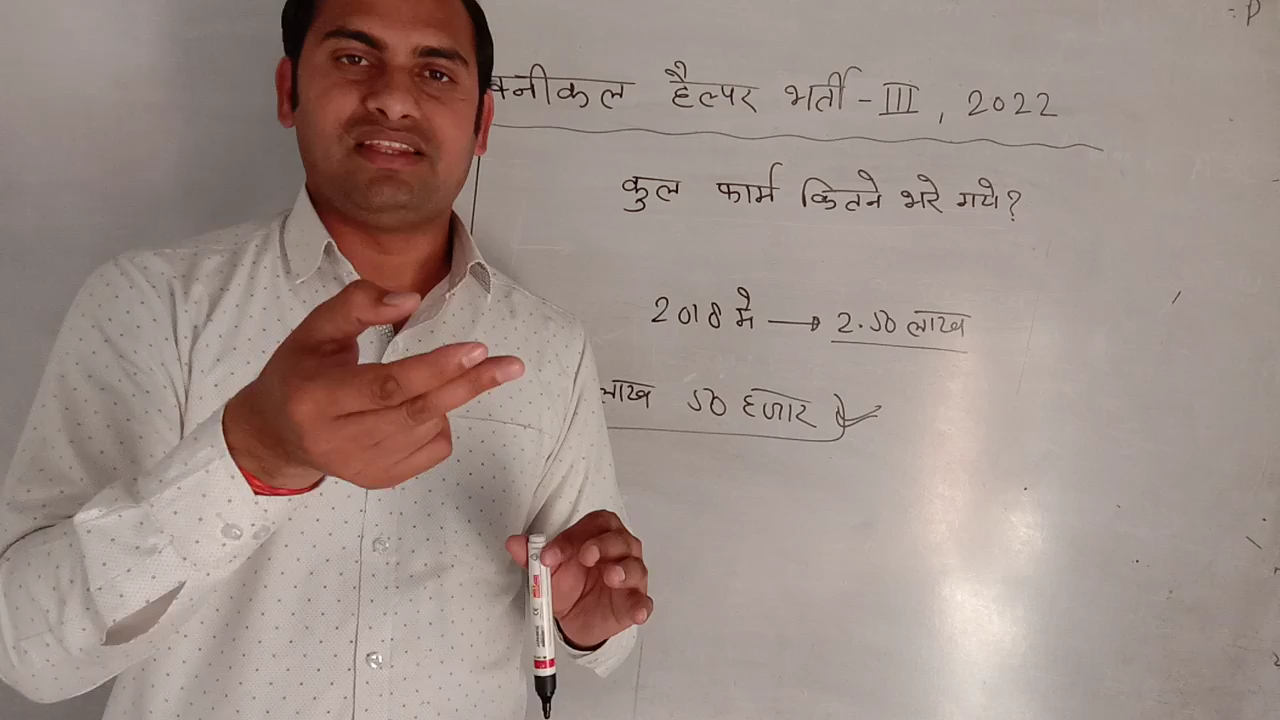 क्नीकल हैल्पर भर्ती - III, 2022
कुल फार्म कितने भरे गये?
2018 मे → 2.50 लाख
लाख 50 हजार